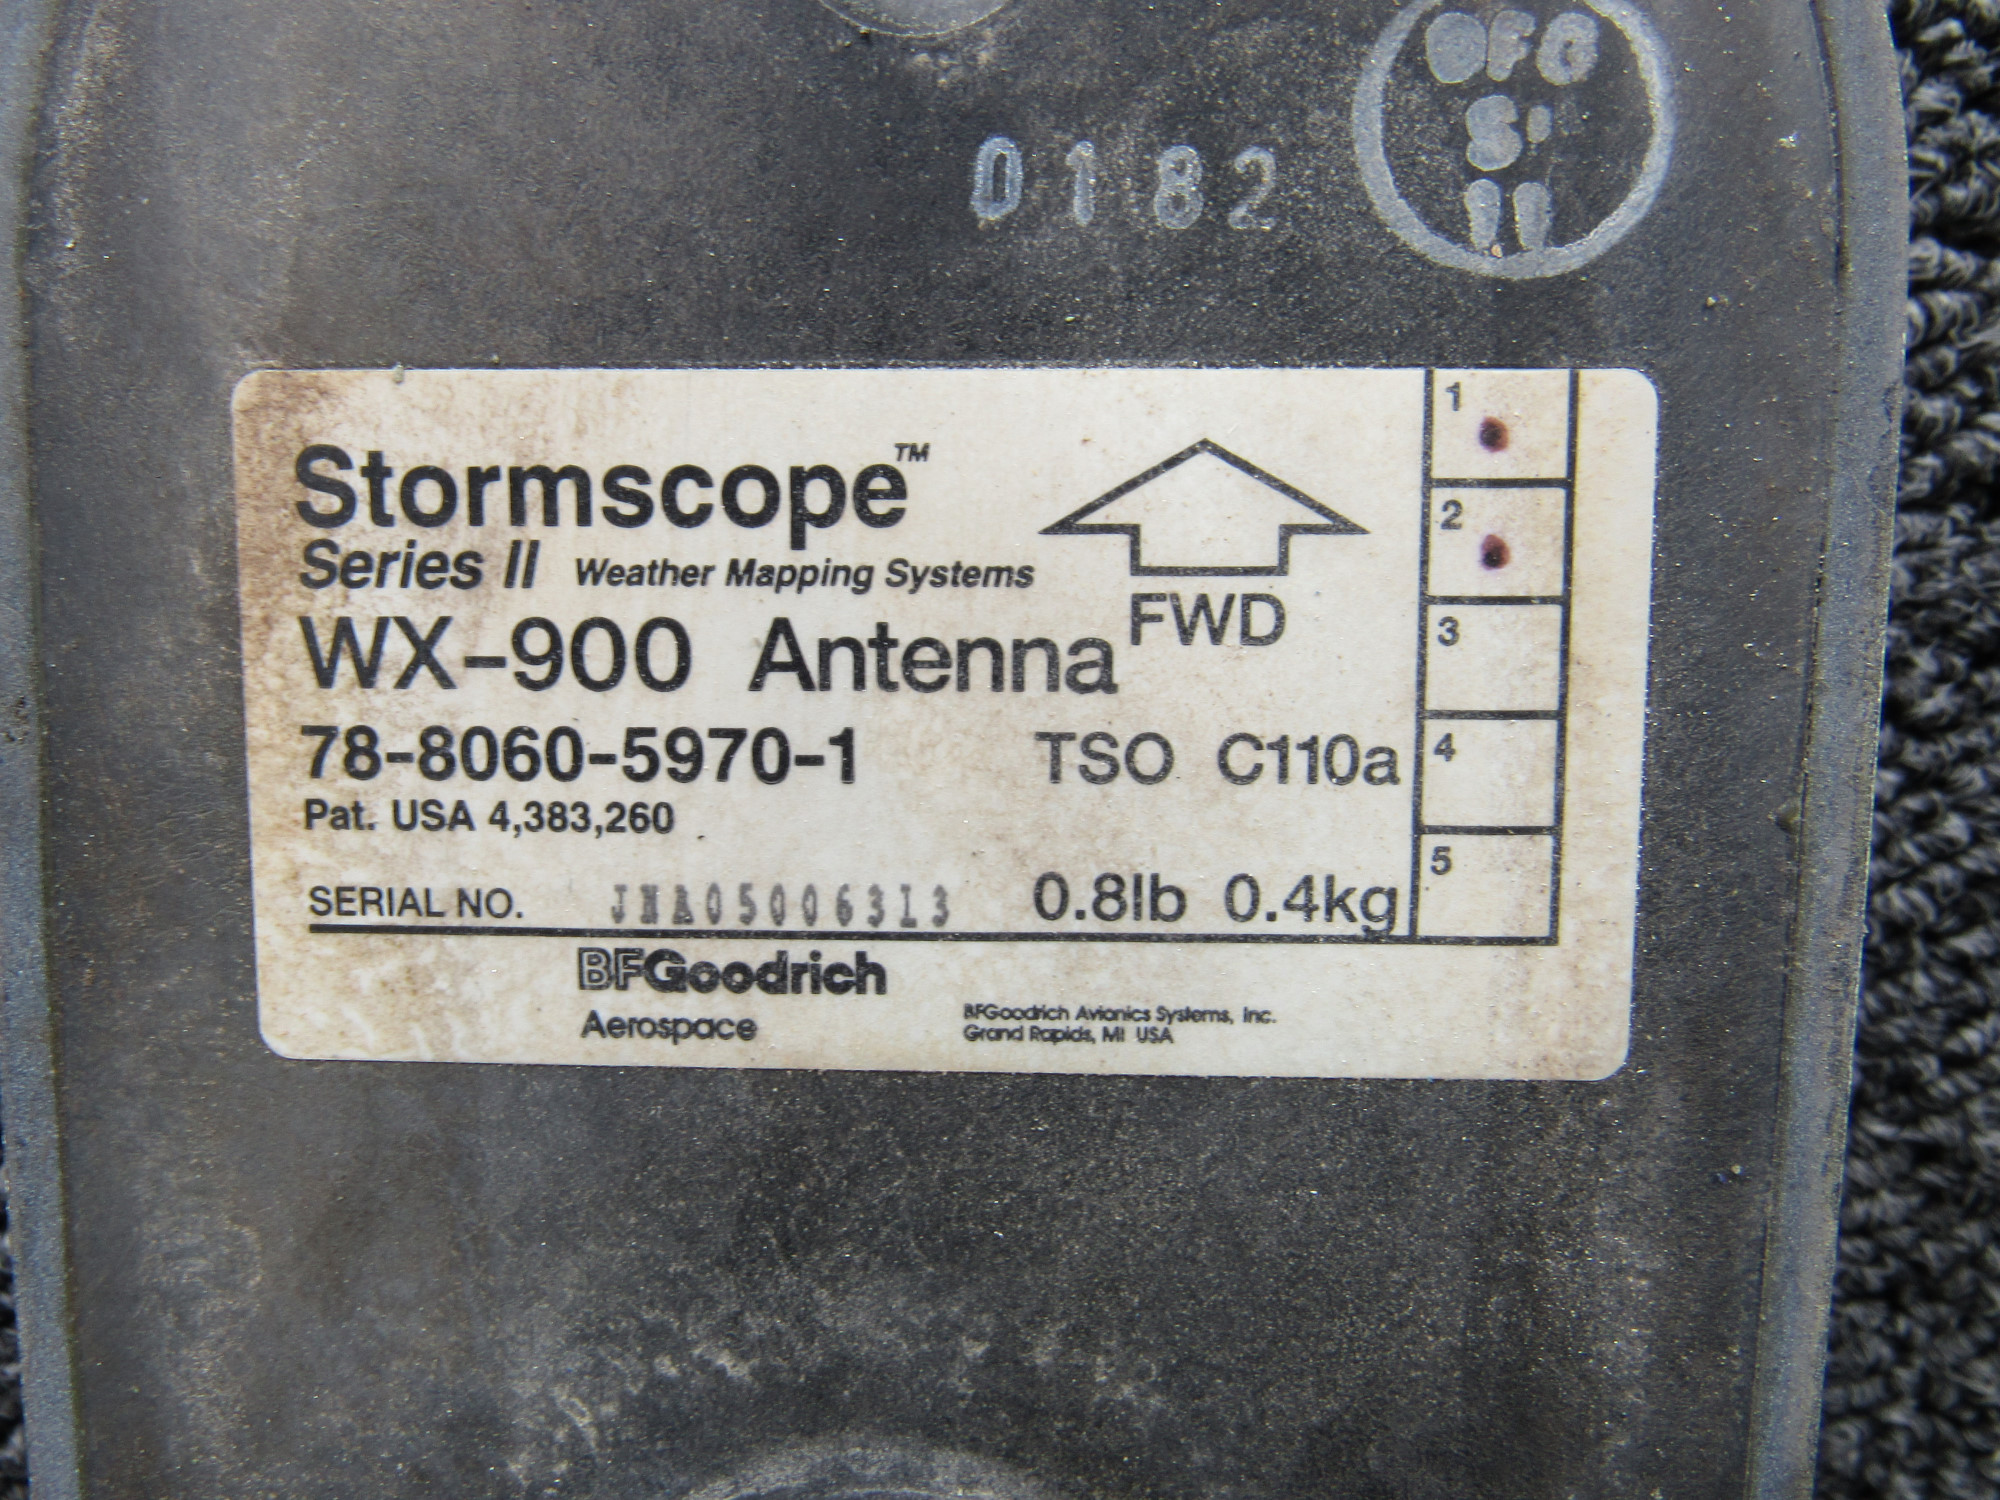 BFG
S
11
0182
Stormscope™
Series II Weather Mapping Systems
FWD
WX-900 Antenna
78-8060-5970-1 TSO C110a
Pat. USA 4,383,260
SERIAL NO. JNA05006313 0.8lb 0.4kg
1
2
3
4
5
BFGoodrich
Aerospace
BFGoodrich Avionics Systems, Inc.
Grand Rapids, MI USA